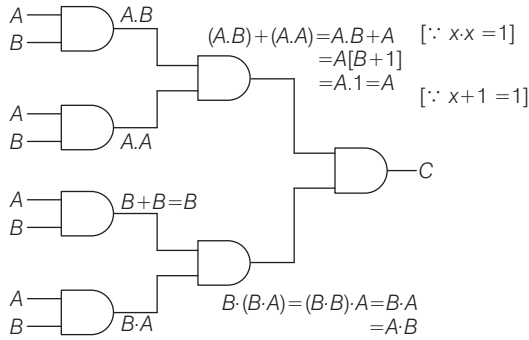 A
B
A.B
(A.B)+(A.A)=A.B+A [∵ x·x =1]
=A[B+1]
=A.1=A [∵ x+1 =1]
A
B
A.A
C
A
B
B+B=B
A
B
B·A
B·(B·A)=(B·B)·A=B·A
=A·B